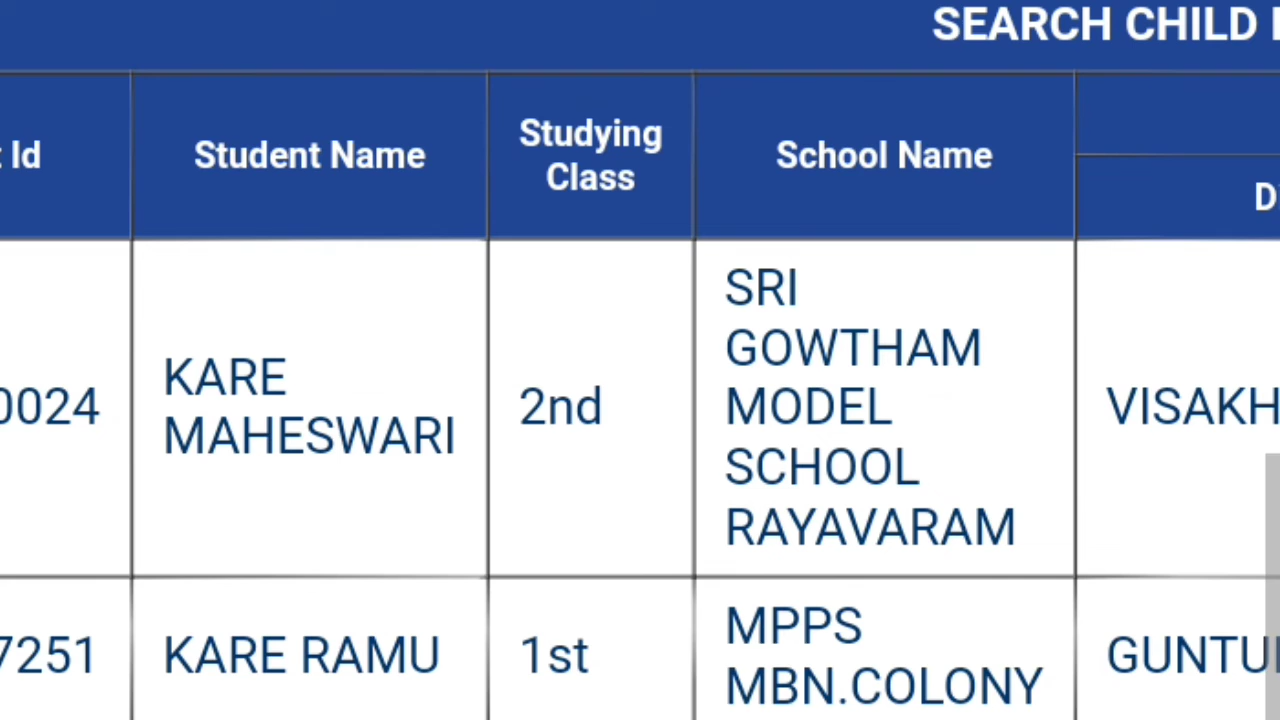 SEARCH CHILD
Id
Student Name
Studying
Class
School Name
0024
KARE
MAHESWARI
2nd
SRI
GOWTHAM
MODEL
SCHOOL
RAYAVARAM
VISAKH
7251
KARE RAMU
1st
MPPS
MBN.COLONY
GUNTU